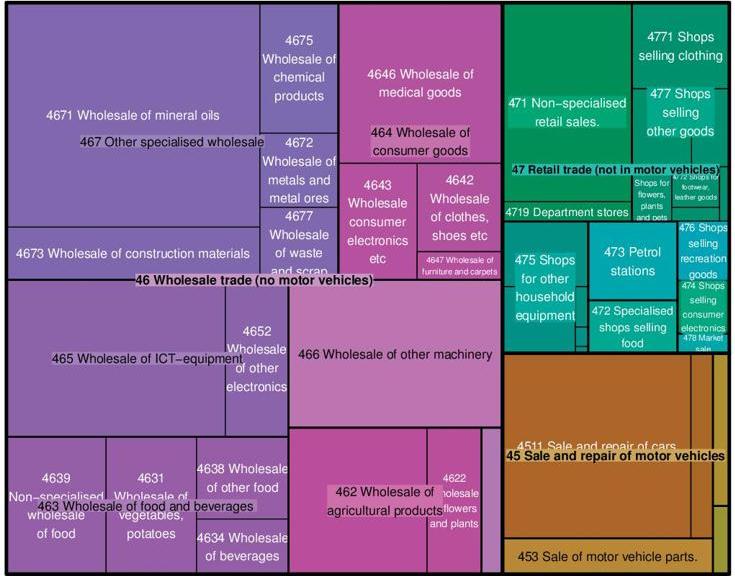 4671 Wholesale of mineral oils
467 Other specialised wholesale
4673 Wholesale of construction materials
4675
Wholesale of
chemical
products
4672
Wholesale of
metals and
metal ores
4677
Wholesale
of waste
and scrap
4646 Wholesale of
medical goods
464 Wholesale of
consumer goods
4643
Wholesale
consumer
electronics
etc
4642
Wholesale
of clothes,
shoes etc
4647 Wholesale of
furniture and carpets
46 Wholesale trade (no motor vehicles)
465 Wholesale of ICT−equipment
4652
Wholesale
of other
electronics
466 Wholesale of other machinery
4639
Non−specialised
wholesale
of food
4631
Wholesale of
vegetables,
potatoes
463 Wholesale of food and beverages
4638 Wholesale
of other food
4634 Wholesale
of beverages
462 Wholesale of
agricultural products
4622
wholesale
flowers
and plants
471 Non−specialised
retail sales.
4719 Department stores
4771 Shops
selling clothing
477 Shops
selling
other goods
47 Retail trade (not in motor vehicles)
Shops for
flowers,
plants
and pets
4772 Shops for
footwear,
leather goods
475 Shops
for other
household
equipment
473 Petrol
stations
472 Specialised
shops selling
food
476 Shops
selling
recreation
goods
474 Shops
selling
consumer
electronics
478 Market
sale
4511 Sale and repair of cars
45 Sale and repair of motor vehicles
453 Sale of motor vehicle parts.